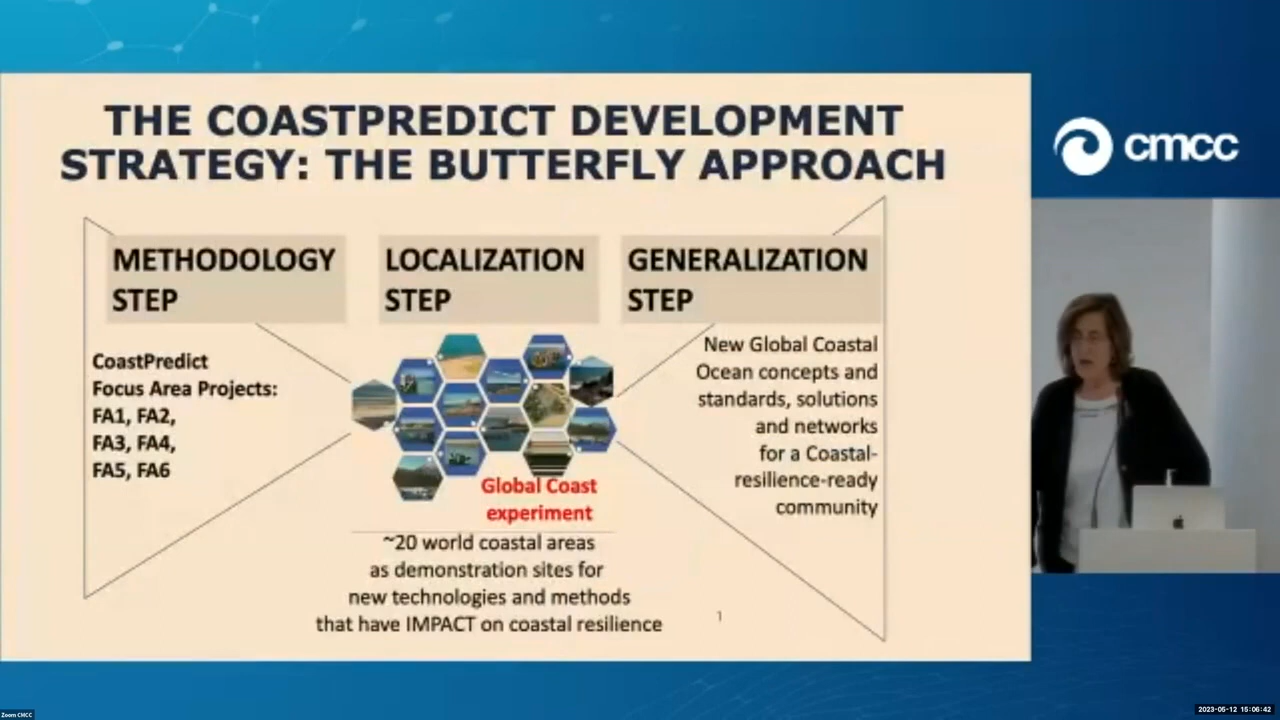 THE COASTPREDICT DEVELOPMENT
STRATEGY: THE BUTTERFLY APPROACH
cmcc
METHODOLOGY
STEP
LOCALIZATION
STEP
GENERALIZATION
STEP
CoastPredict
Focus Area Projects:
FA1, FA2,
FA3, FA4,
FA5, FA6
Global Coast
experiment
~20 world coastal areas
as demonstration sites for
new technologies and methods
that have IMPACT on coastal resilience
New Global Coastal
Ocean concepts and
standards, solutions
and networks
for a Coastal-
resilience-ready
community
1
Zoom CMCC
2023-05-12 15:06:42